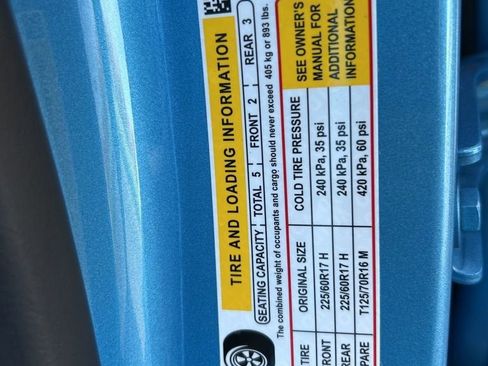 TIRE AND LOADING INFORMATION
SEATING CAPACITY TOTAL 5 FRONT 2 REAR 3
The combined weight of occupants and cargo should never exceed 405 kg or 893 lbs.
TIRE ORIGINAL SIZE COLD TIRE PRESSURE
FRONT 225/60R17 H 240 kPa, 35 psi
REAR 225/60R17 H 240 kPa, 35 psi
SPARE T125/70R16 M 420 kPa, 60 psi
SEE OWNER'S
MANUAL FOR
ADDITIONAL
INFORMATION